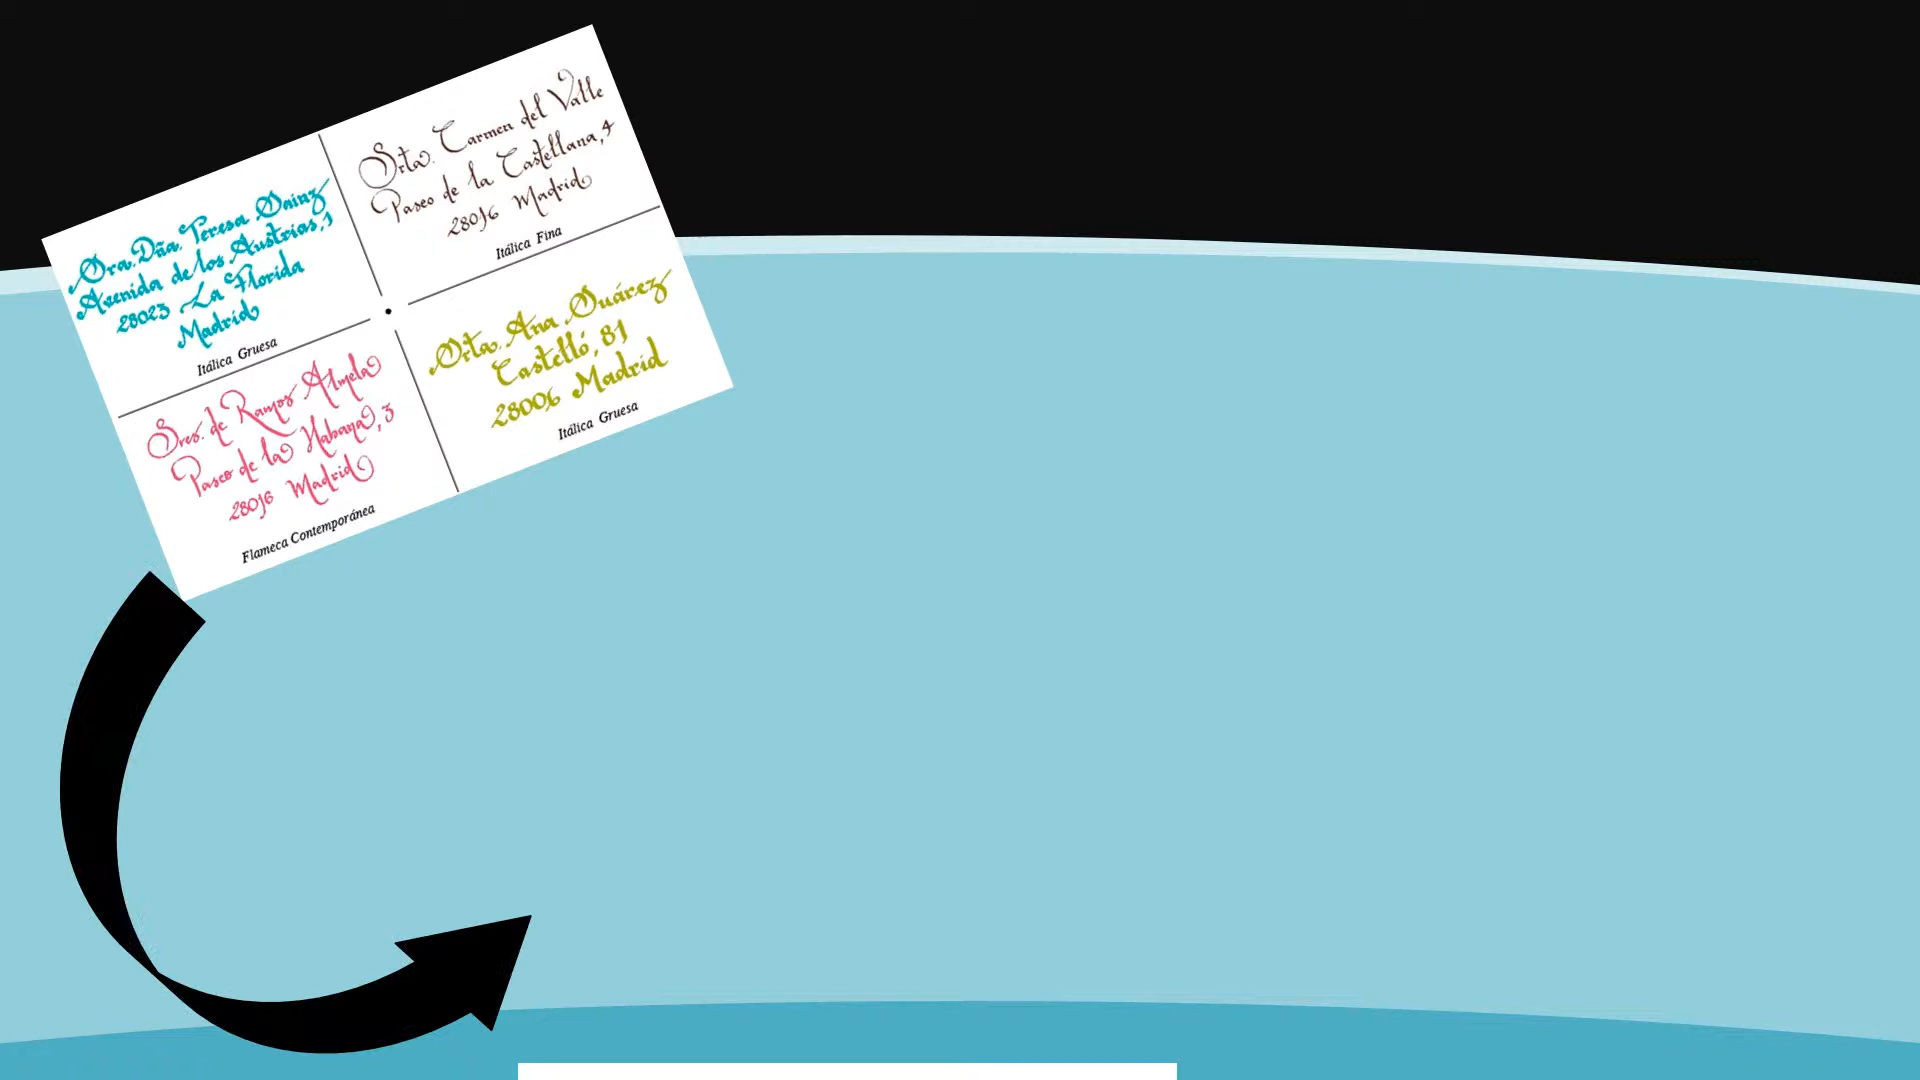 Sra. Dña. Teresa Sainz
Avenida de los Austrias, 1
28023 La Florida
Madrid
Itálica Gruesa
Srta. Carmen del Valle
Paseo de la Castellana, 4
28016 Madrid
Itálica Fina
Sres. de Ramos Almela
Paseo de la Habana, 3
28016 Madrid
Flameca Contemporánea
Srta. Ana Suárez
Castelló, 81
28006 Madrid
Itálica Gruesa